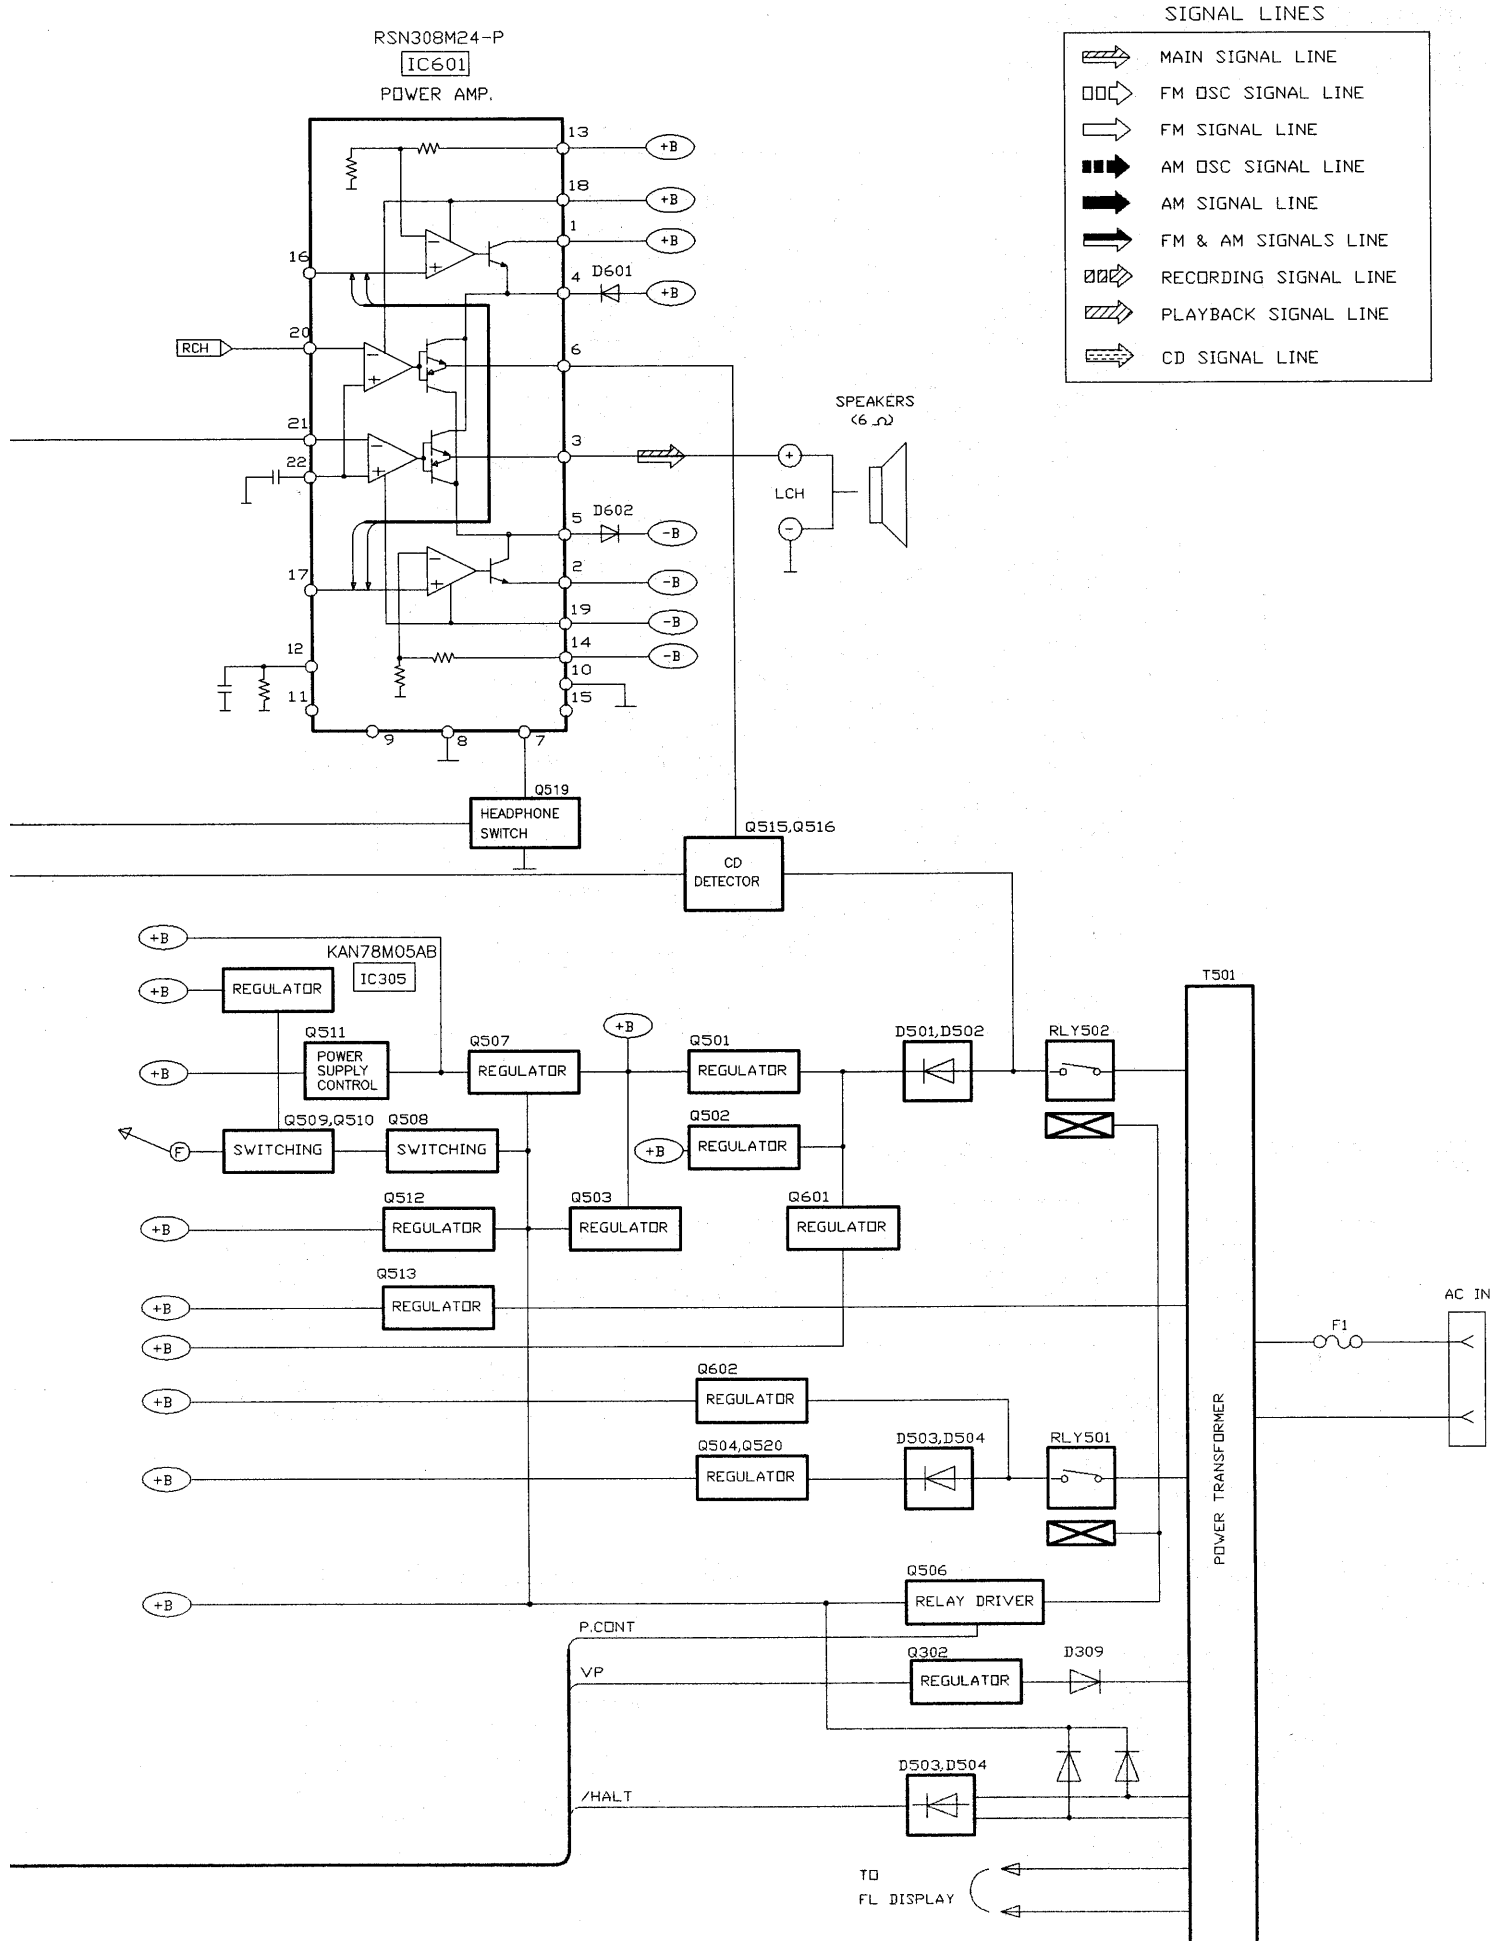 SIGNAL LINES
MAIN SIGNAL LINE
FM OSC SIGNAL LINE
FM SIGNAL LINE
AM OSC SIGNAL LINE
AM SIGNAL LINE
FM & AM SIGNALS LINE
RECORDING SIGNAL LINE
PLAYBACK SIGNAL LINE
CD SIGNAL LINE
RSN308M24-P
IC601
POWER AMP.
13
+B
18
+B
1
+B
16
4
D601
+B
20
RCH
6
21
3
22
SPEAKERS
(6 Ω)
+
LCH
-
5
D602
-B
17
2
-B
19
-B
12
14
-B
10
11
15
9
8
7
Q519
HEADPHONE
SWITCH
Q515,Q516
CD
DETECTOR
+B
KAN78M05AB
IC305
+B
REGULATOR
T501
+B
Q511
POWER
SUPPLY
CONTROL
+B
Q507
REGULATOR
Q501
REGULATOR
D501,D502
RLY502
Q509,Q510
SWITCHING
F
Q508
SWITCHING
Q502
REGULATOR
+B
Q512
REGULATOR
+B
Q503
REGULATOR
Q601
REGULATOR
Q513
REGULATOR
+B
AC IN
F1
+B
Q602
REGULATOR
+B
Q504,Q520
REGULATOR
+B
D503,D504
RLY501
POWER TRANSFORMER
Q506
RELAY DRIVER
+B
P.CONT
VP
Q302
REGULATOR
D309
D503,D504
/HALT
TO
FL DISPLAY